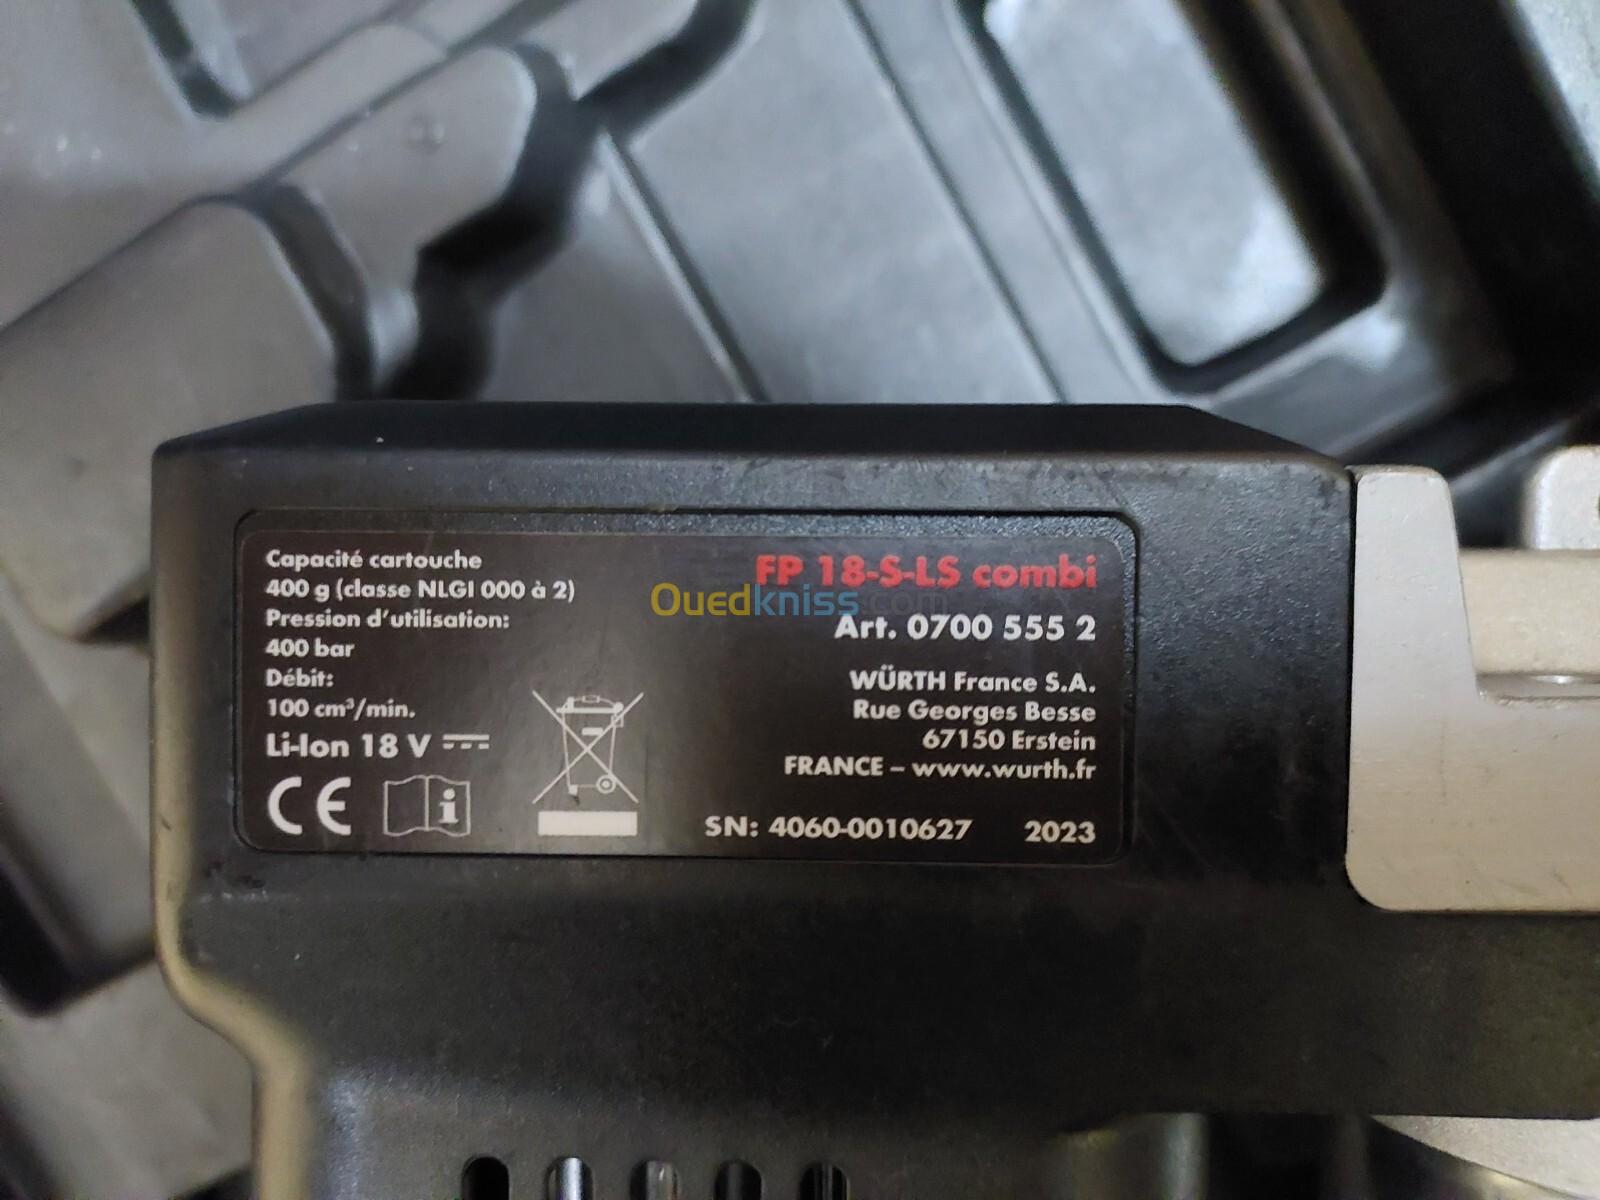 Capacité cartouche
400 g (classe NLGI 000 à 2)
Pression d'utilisation:
400 bar
Débit:
100 cm³/min.
Li-Ion 18 V
CE
i
FP 18-S-LS combi
Ouedkniss.com
Art. 0700 555 2
WÜRTH France S.A.
Rue Georges Besse
67150 Erstein
FRANCE – www.wurth.fr
SN: 4060-0010627 2023